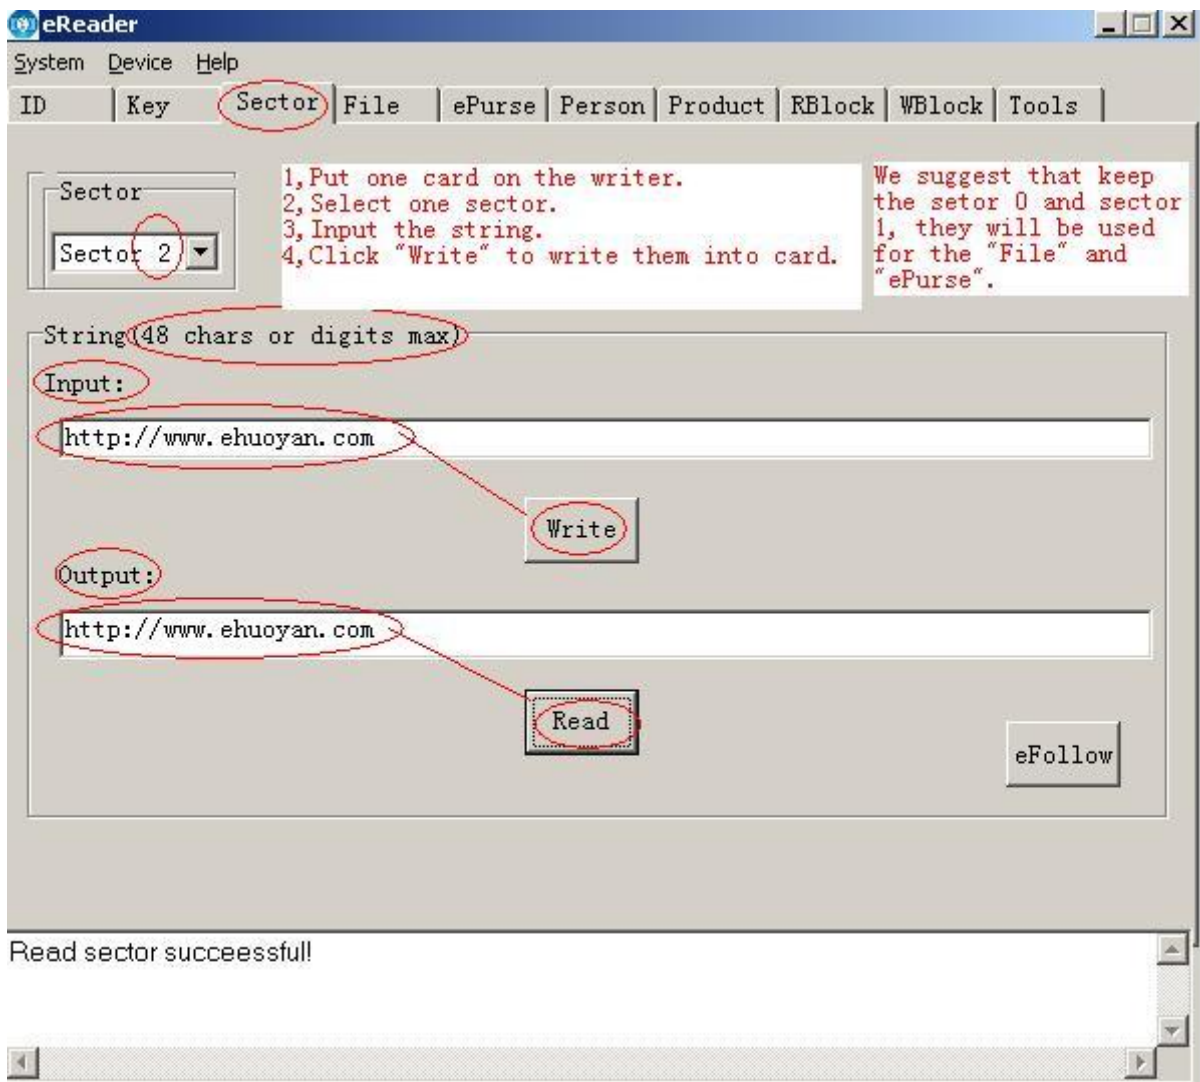 eReader
System Device Help
ID Key Sector File ePurse Person Product RBlock WBlock Tools
Sector
Sector 2
1,Put one card on the writer.
2,Select one sector.
3,Input the string.
4,Click "Write" to write them into card.
We suggest that keep
the setor 0 and sector
1, they will be used
for the "File" and
"ePurse".
String(48 chars or digits max)
Input:
http://www.ehuoyan.com
Write
Output:
http://www.ehuoyan.com
Read
eFollow
Read sector succeessful!